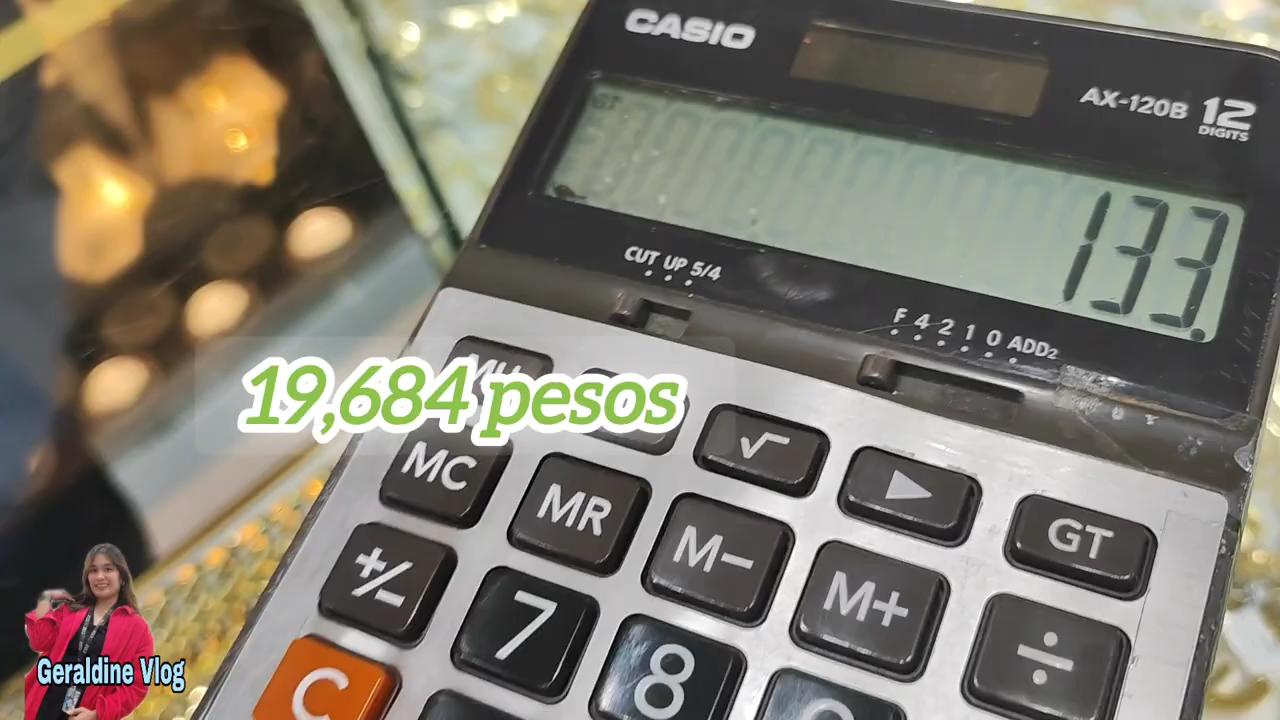 CASIO
AX-120B 12
DIGITS
GT
133.
CUT UP 5/4
F 4 2 1 0 ADD2
19,684 pesos
√
▶
GT
MC
MR
M−
M+
÷
+/−
7
8
C
Geraldine Vlog